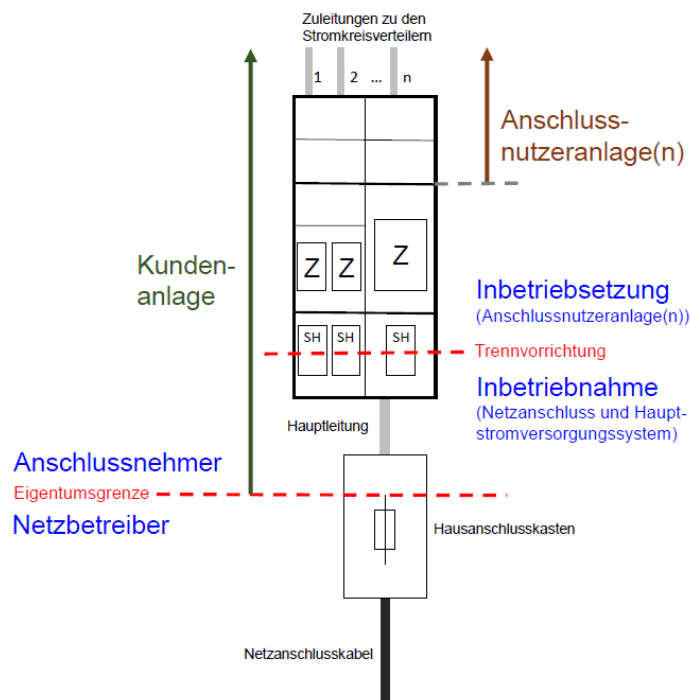 Zuleitungen zu den
Stromkreisverteilern
1 2 ... n
Anschluss-
nutzeranlage(n)
Kunden-
anlage
Z Z Z
Inbetriebsetzung
(Anschlussnutzeranlage(n))
SH SH SH
Trennvorrichtung
Inbetriebnahme
(Netzanschluss und Haupt-
stromversorgungssystem)
Hauptleitung
Anschlussnehmer
Eigentumsgrenze
Netzbetreiber
Hausanschlusskasten
Netzanschlusskabel